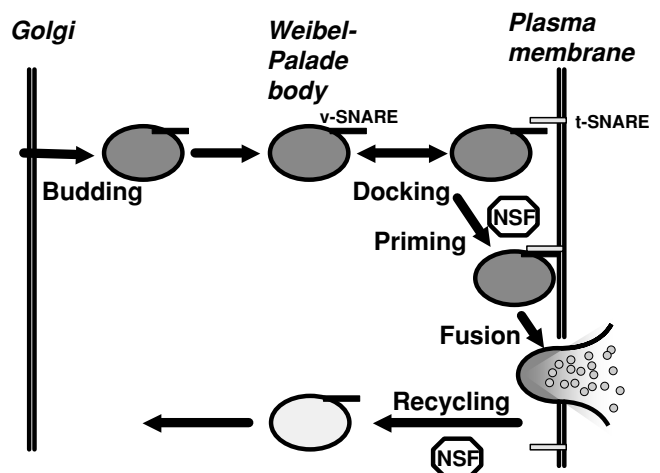 Golgi
Weibel-
Palade
body
Plasma
membrane
v-SNARE
t-SNARE
Budding
Docking
NSF
Priming
Fusion
Recycling
NSF